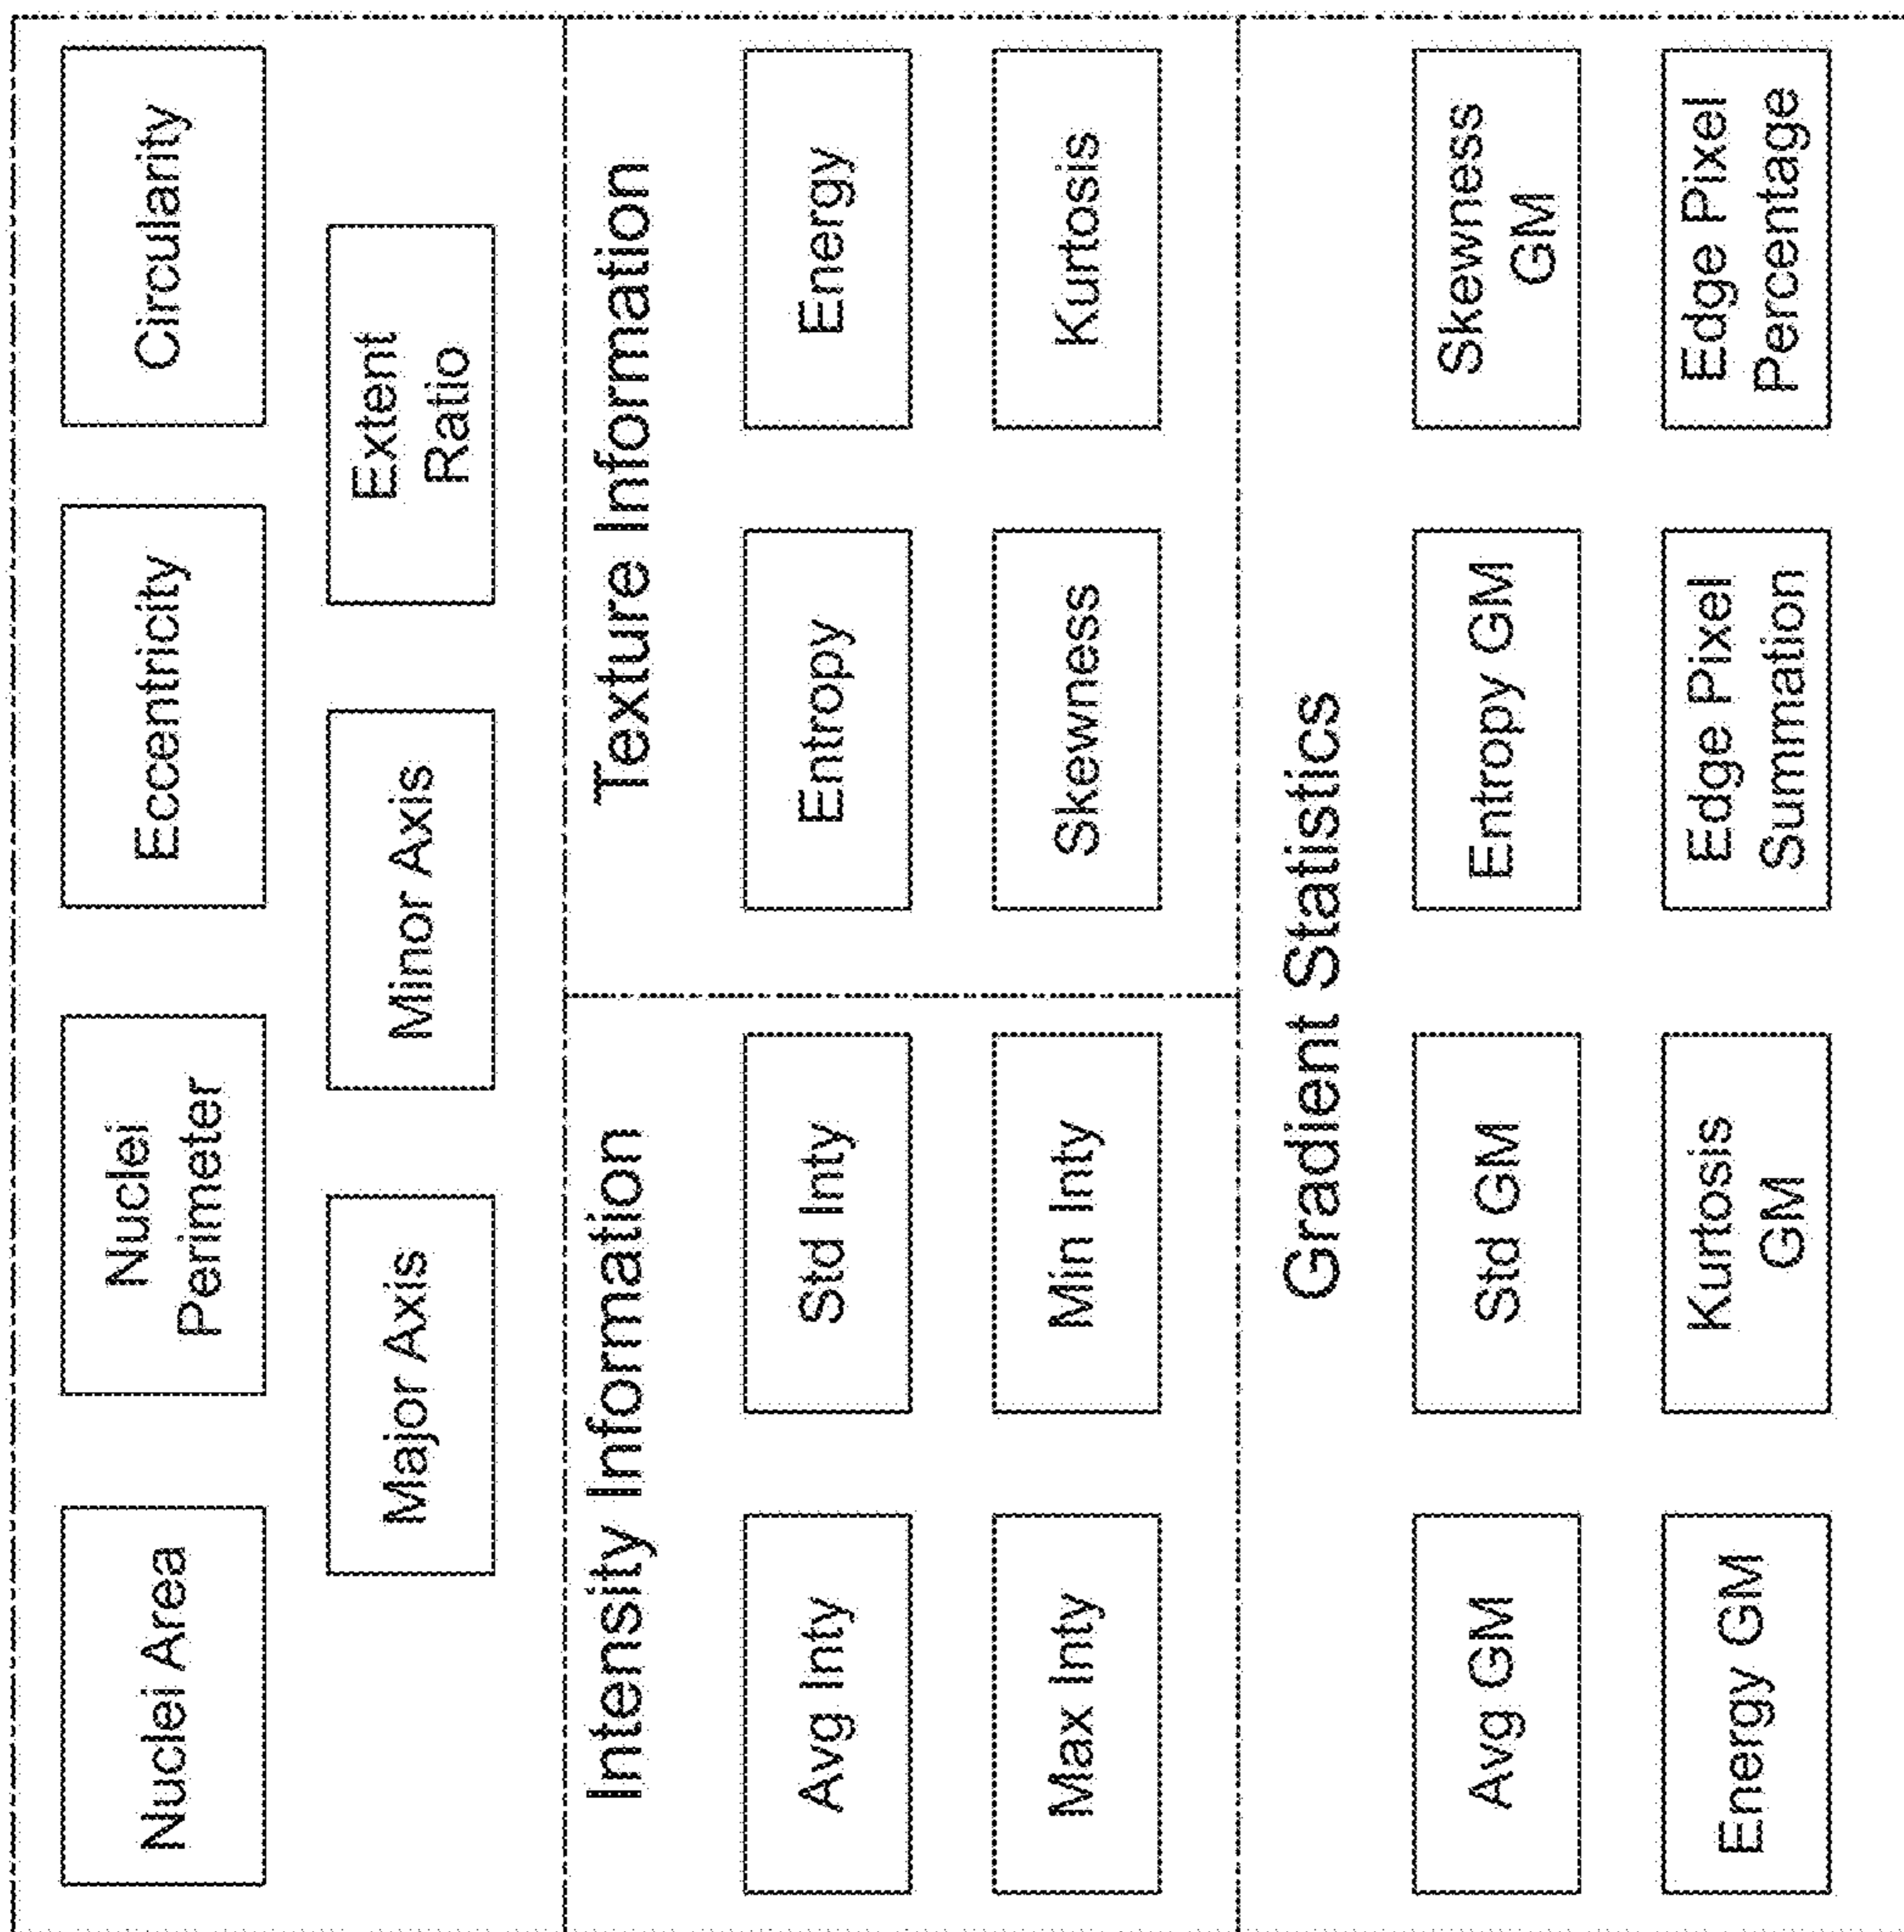 Nuclei Area
Nuclei
Perimeter
Eccentricity
Circularity
Major Axis
Minor Axis
Extent
Ratio
Intensity Information
Avg Inty
Std Inty
Max Inty
Min Inty
Texture Information
Entropy
Energy
Skewness
Kurtosis
Gradient Statistics
Avg GM
Std GM
Entropy GM
Skewness
GM
Energy GM
Kurtosis
GM
Edge Pixel
Summation
Edge Pixel
Percentage